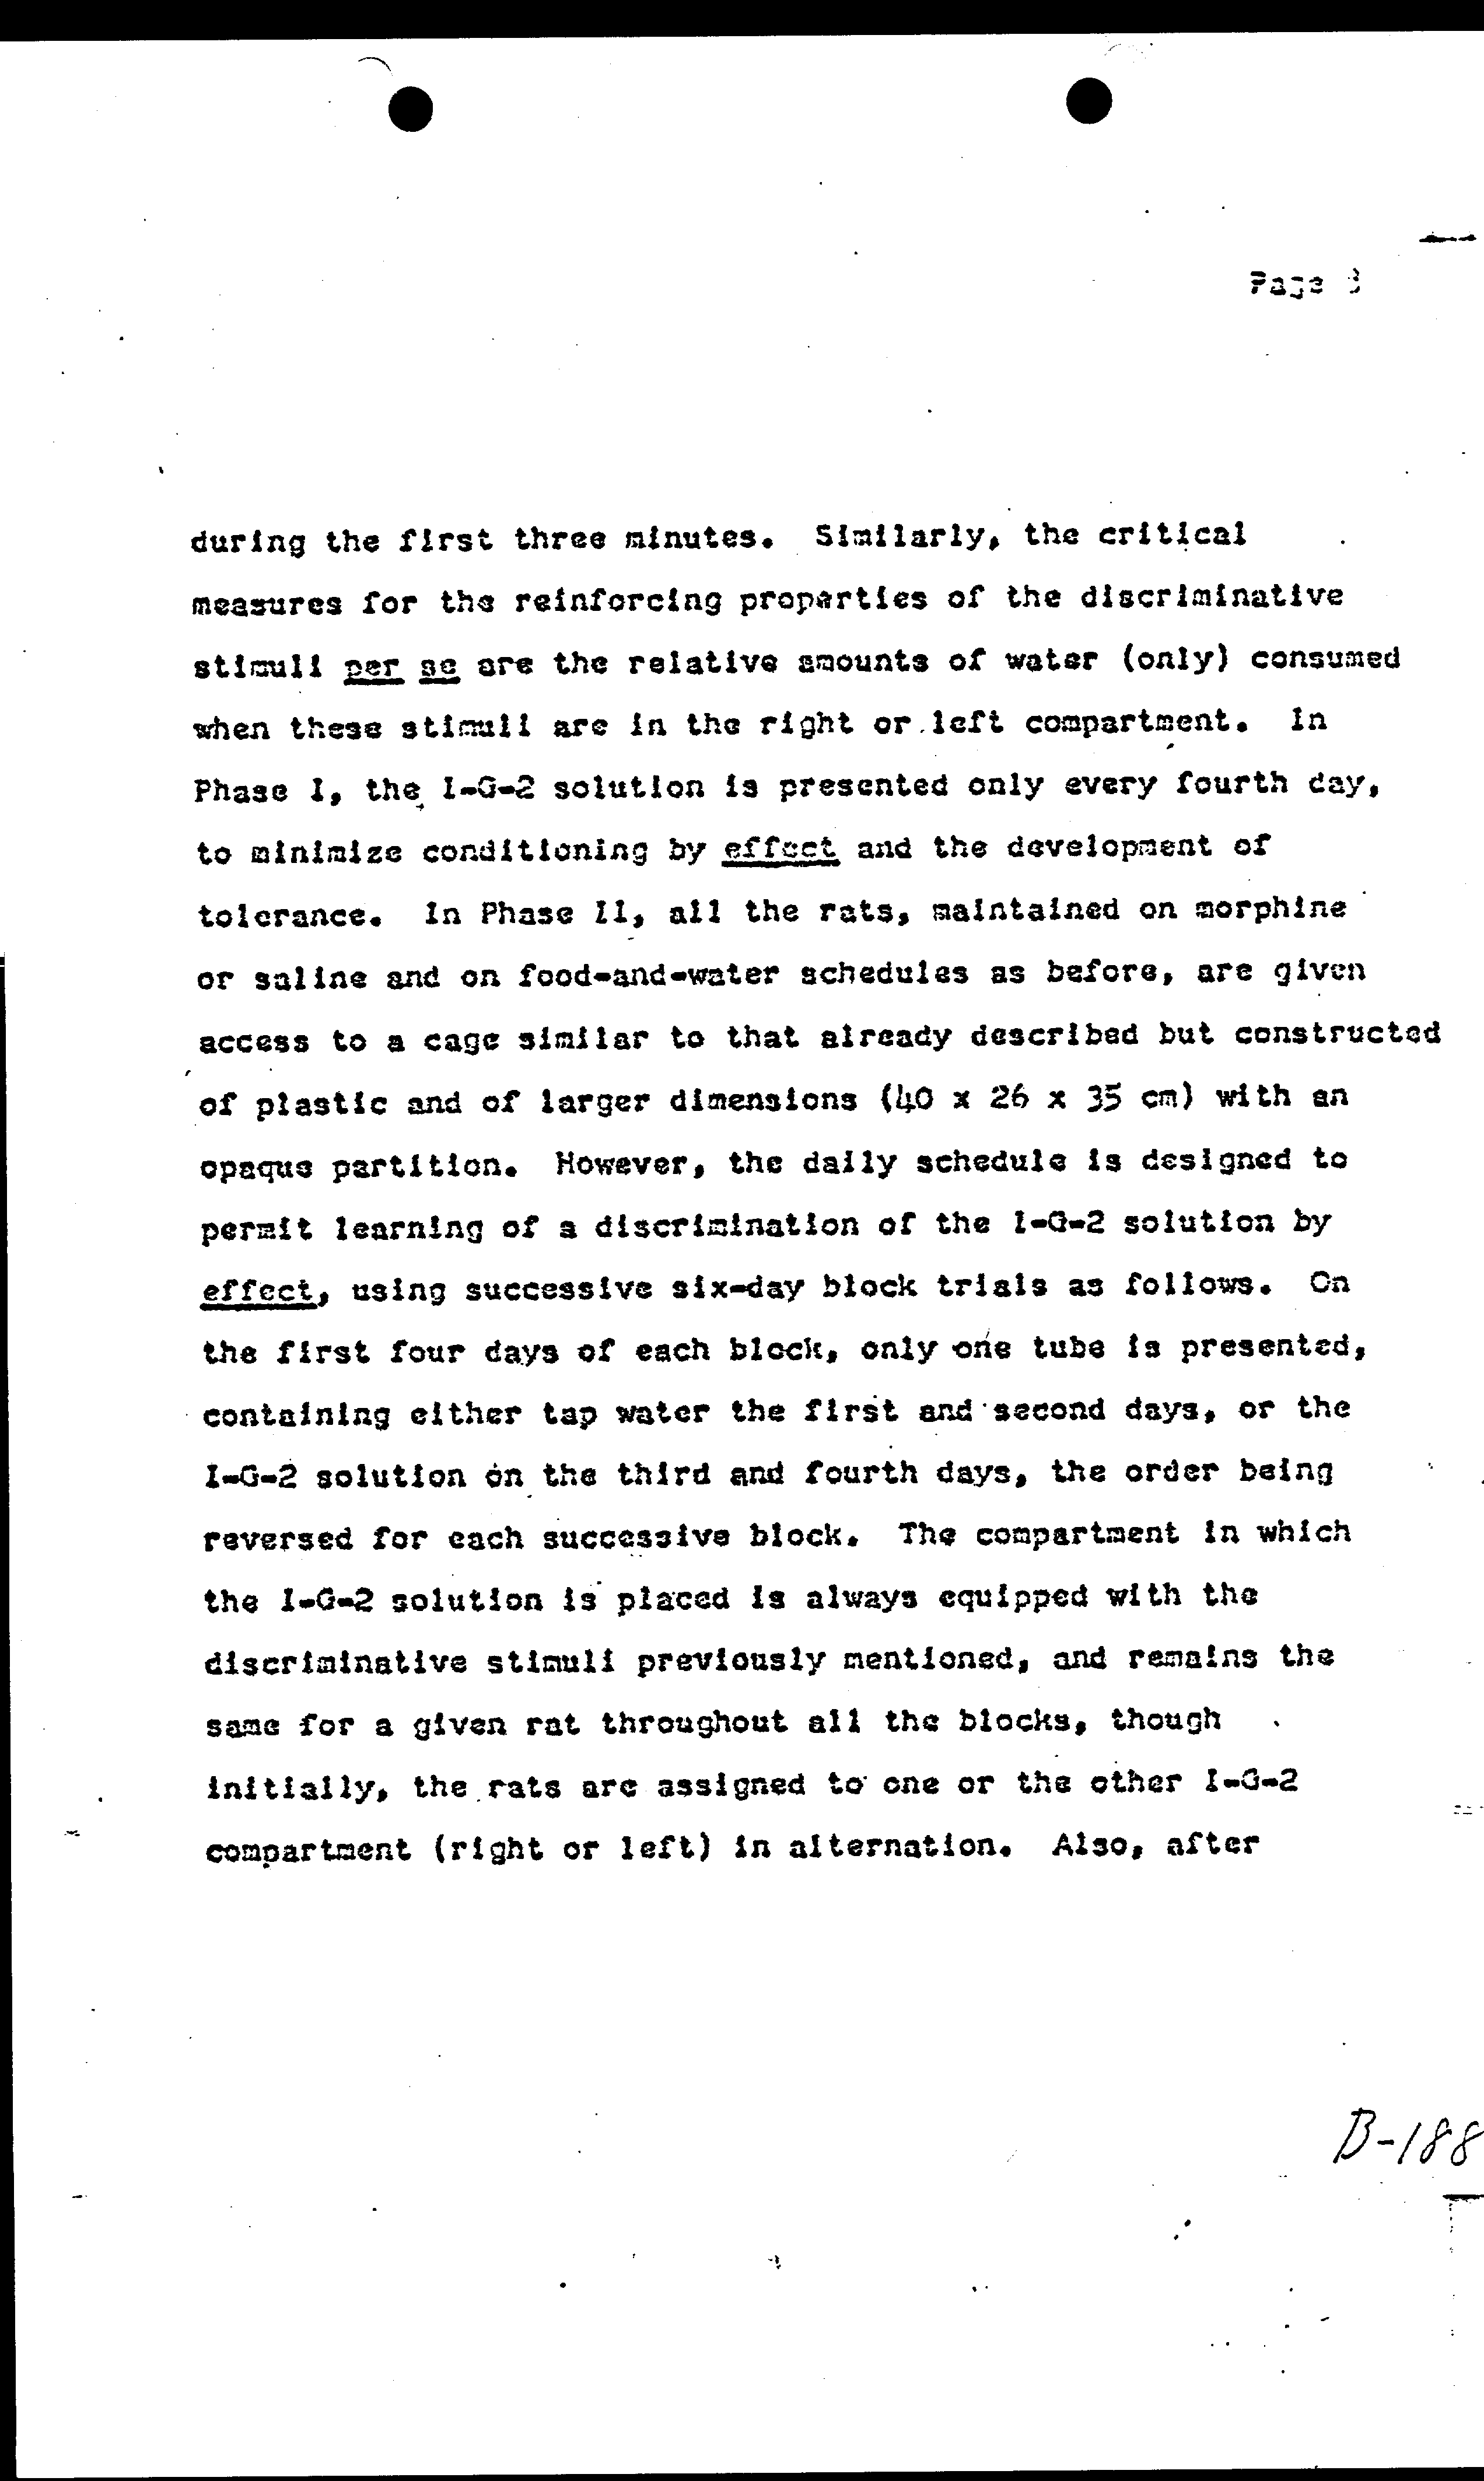 Page 3
during the first three minutes. Similarly, the critical
measures for the reinforcing properties of the discriminative
stimuli per se are the relative amounts of water (only) consumed
when these stimuli are in the right or left compartment. In
Phase I, the I-G-2 solution is presented only every fourth day,
to minimize conditioning by effect and the development of
tolerance. In Phase II, all the rats, maintained on morphine
or saline and on food-and-water schedules as before, are given
access to a cage similar to that already described but constructed
of plastic and of larger dimensions (40 x 26 x 35 cm) with an
opaque partition. However, the daily schedule is designed to
permit learning of a discrimination of the I-G-2 solution by
effect, using successive six-day block trials as follows. On
the first four days of each block, only one tube is presented,
containing either tap water the first and second days, or the
I-G-2 solution on the third and fourth days, the order being
reversed for each successive block. The compartment in which
the I-G-2 solution is placed is always equipped with the
discriminative stimuli previously mentioned, and remains the
same for a given rat throughout all the blocks, though
initially, the rats are assigned to one or the other I-G-2
compartment (right or left) in alternation. Also, after
B-188